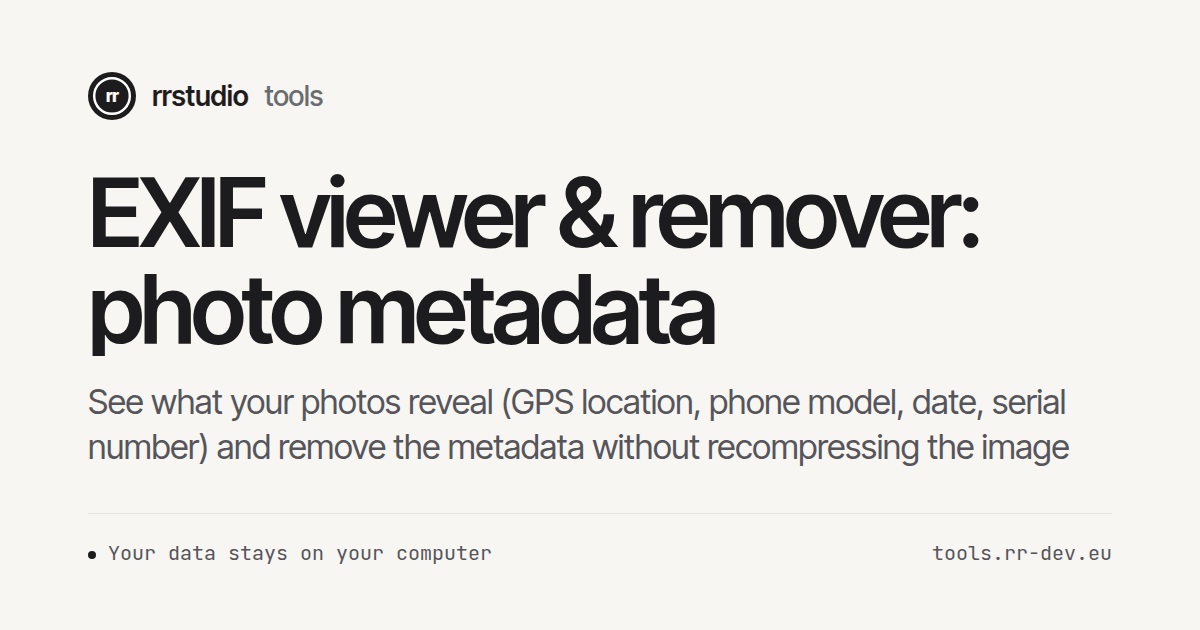 rr rrstudio tools
EXIF viewer & remover:
photo metadata
See what your photos reveal (GPS location, phone model, date, serial
number) and remove the metadata without recompressing the image
Your data stays on your computer
tools.rr-dev.eu